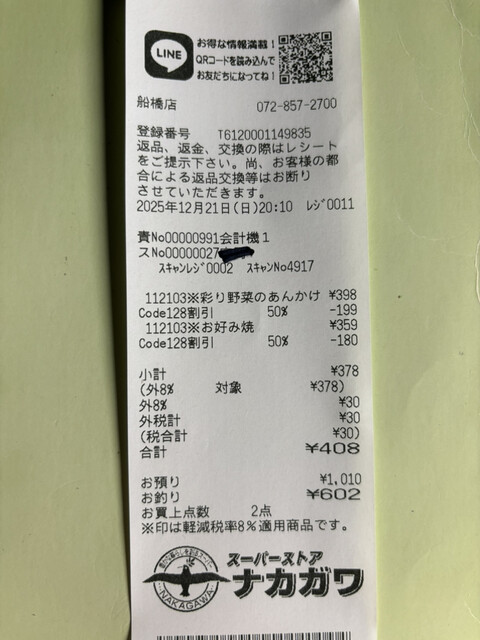 LINE
お得な情報満載！
QRコードを読み込んで
お友だちになってね！
船橋店 072-857-2700
登録番号 T6120001149835
返品、返金、交換の際はレシート
をご提示下さい。尚、お客様の都
合による返品交換等はお断り
させていただきます。
2025年12月21日(日)20:10 レジ0011
責No00000991会計機1
スNo00000027
スキャンレジ0002 スキャンNo4917
112103※彩り野菜のあんかけ ¥398
Code128割引 50% -199
112103※お好み焼 ¥359
Code128割引 50% -180
小計 ¥378
(外8% 対象 ¥378)
外8% ¥30
外税計 ¥30
(税合計 ¥30)
合計 ¥408
お預り ¥1,010
お釣り ¥602
お買上点数 2点
※印は軽減税率8%適用商品です。
スーパーストア
ナカガワ
NAKAGAWA